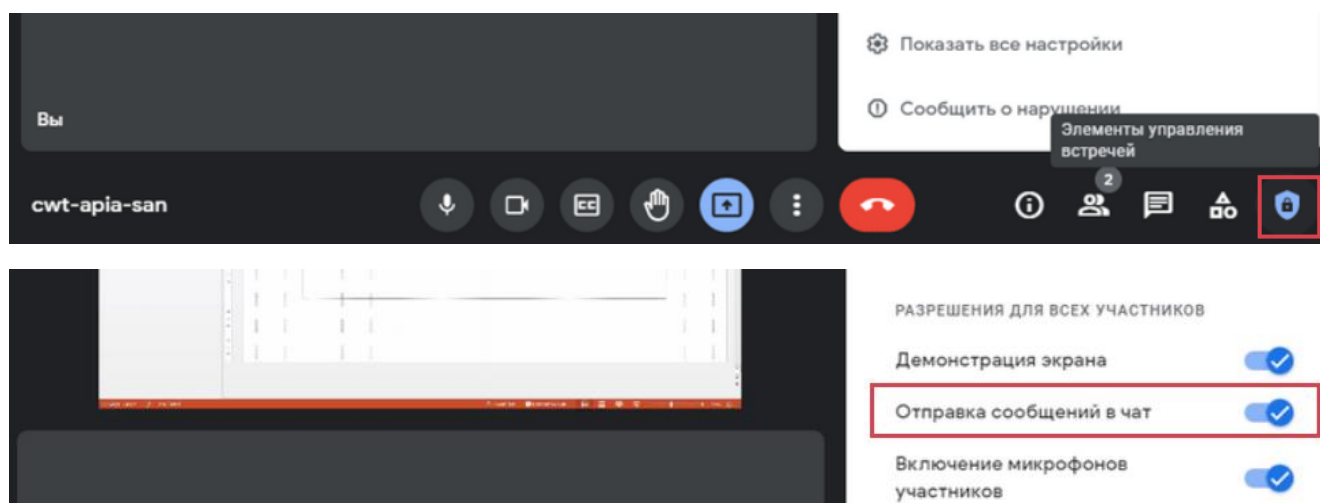 Показать все настройки
Сообщить о нарушении
Вы
Элементы управления
встречей
2
cwt-apia-san
CC
РАЗРЕШЕНИЯ ДЛЯ ВСЕХ УЧАСТНИКОВ
Демонстрация экрана
Отправка сообщений в чат
Включение микрофонов
участников